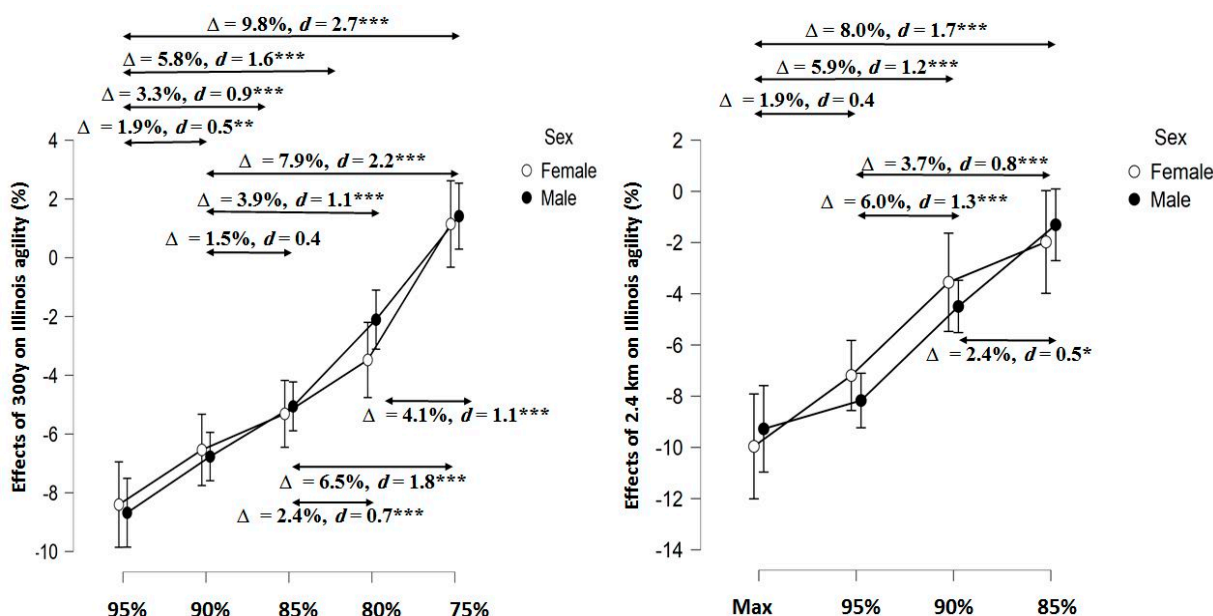 Δ = 9.8%, d = 2.7***
Δ = 5.8%, d = 1.6***
Δ = 3.3%, d = 0.9***
Δ = 1.9%, d = 0.5**
Δ = 7.9%, d = 2.2***
Δ = 3.9%, d = 1.1***
Δ = 1.5%, d = 0.4
Δ = 4.1%, d = 1.1***
Δ = 6.5%, d = 1.8***
Δ = 2.4%, d = 0.7***
Sex
Female
Male
Effects of 300y on Illinois agility (%)
4
2
0
-2
-4
-6
-8
-10
95% 90% 85% 80% 75%
Δ = 8.0%, d = 1.7***
Δ = 5.9%, d = 1.2***
Δ = 1.9%, d = 0.4
Δ = 3.7%, d = 0.8***
Δ = 6.0%, d = 1.3***
Δ = 2.4%, d = 0.5*
Sex
Female
Male
Effects of 2.4 km on Illinois agility (%)
2
0
-2
-4
-6
-8
-10
-12
-14
Max 95% 90% 85%